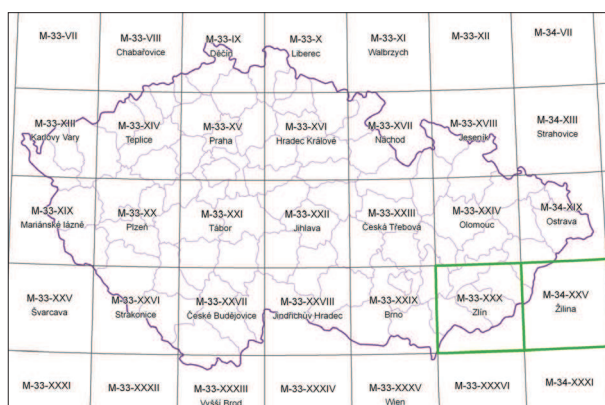 M-33-VII
M-33-VIII
Chabařovice
M-33-IX
Děčín
M-33-X
Liberec
M-33-XI
Walbrzych
M-33-XII
M-34-VII
M-33-XIII
Karlovy Vary
M-33-XIV
Teplice
M-33-XV
Praha
M-33-XVI
Hradec Králové
M-33-XVII
Náchod
M-33-XVIII
Jeseník
M-34-XIII
Strahovice
M-33-XIX
Mariánské lázně
M-33-XX
Plzeň
M-33-XXI
Tábor
M-33-XXII
Jihlava
M-33-XXIII
Česká Třebová
M-33-XXIV
Olomouc
M-34-XIX
Ostrava
M-33-XXV
Švarcava
M-33-XXVI
Strakonice
M-33-XXVII
České Budějovice
M-33-XXVIII
Jindřichův Hradec
M-33-XXIX
Brno
M-33-XXX
Zlín
M-34-XXV
Žilina
M-33-XXXI
M-33-XXXII
M-33-XXXIII
Vyšší Brod
M-33-XXXIV
M-33-XXXV
Wien
M-33-XXXVI
M-34-XXXI